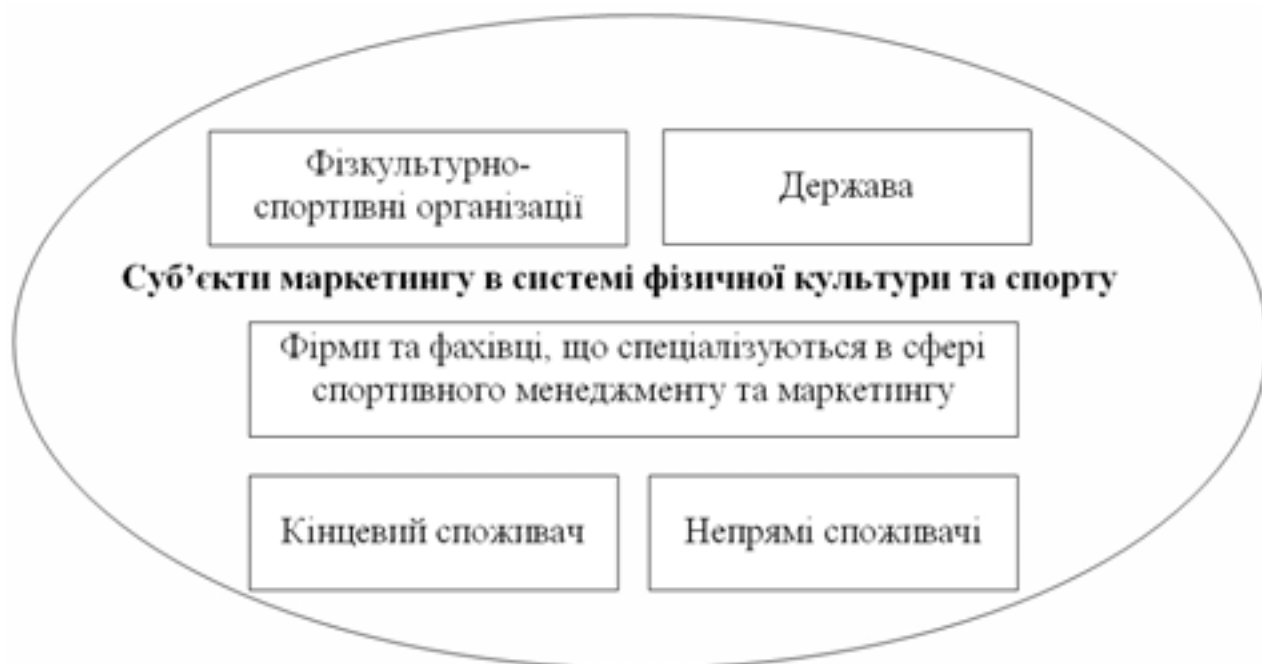 Фізкультурно-
спортивні організації
Держава
Суб’єкти маркетингу в системі фізичної культури та спорту
Фірми та фахівці, що спеціалізуються в сфері
спортивного менеджменту та маркетингу
Кінцевий споживач
Непрямі споживачі